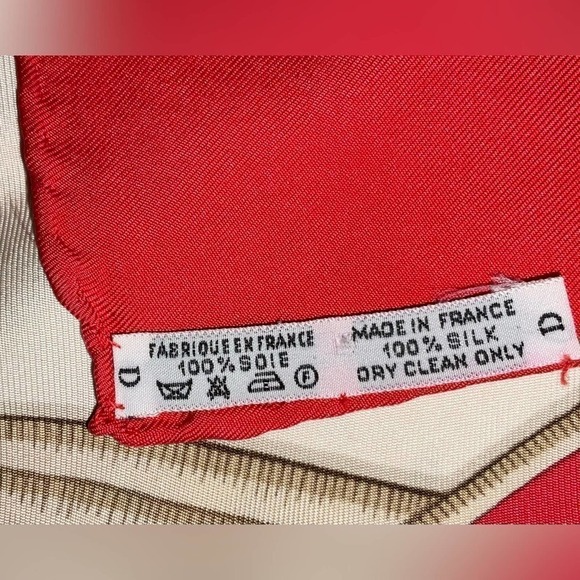 D
FABRIQUE EN FRANCE
100% SOIE
F
MADE IN FRANCE
100% SILK
DRY CLEAN ONLY
D